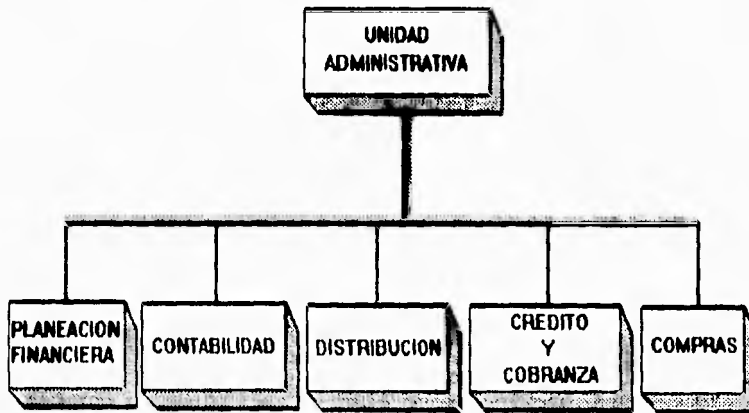 UNIDAD
ADMINISTRATIVA
PLANEACION
FINANCIERA
CONTABILIDAD
DISTRIBUCION
CREDITO
Y
COBRANZA
COMPRAS